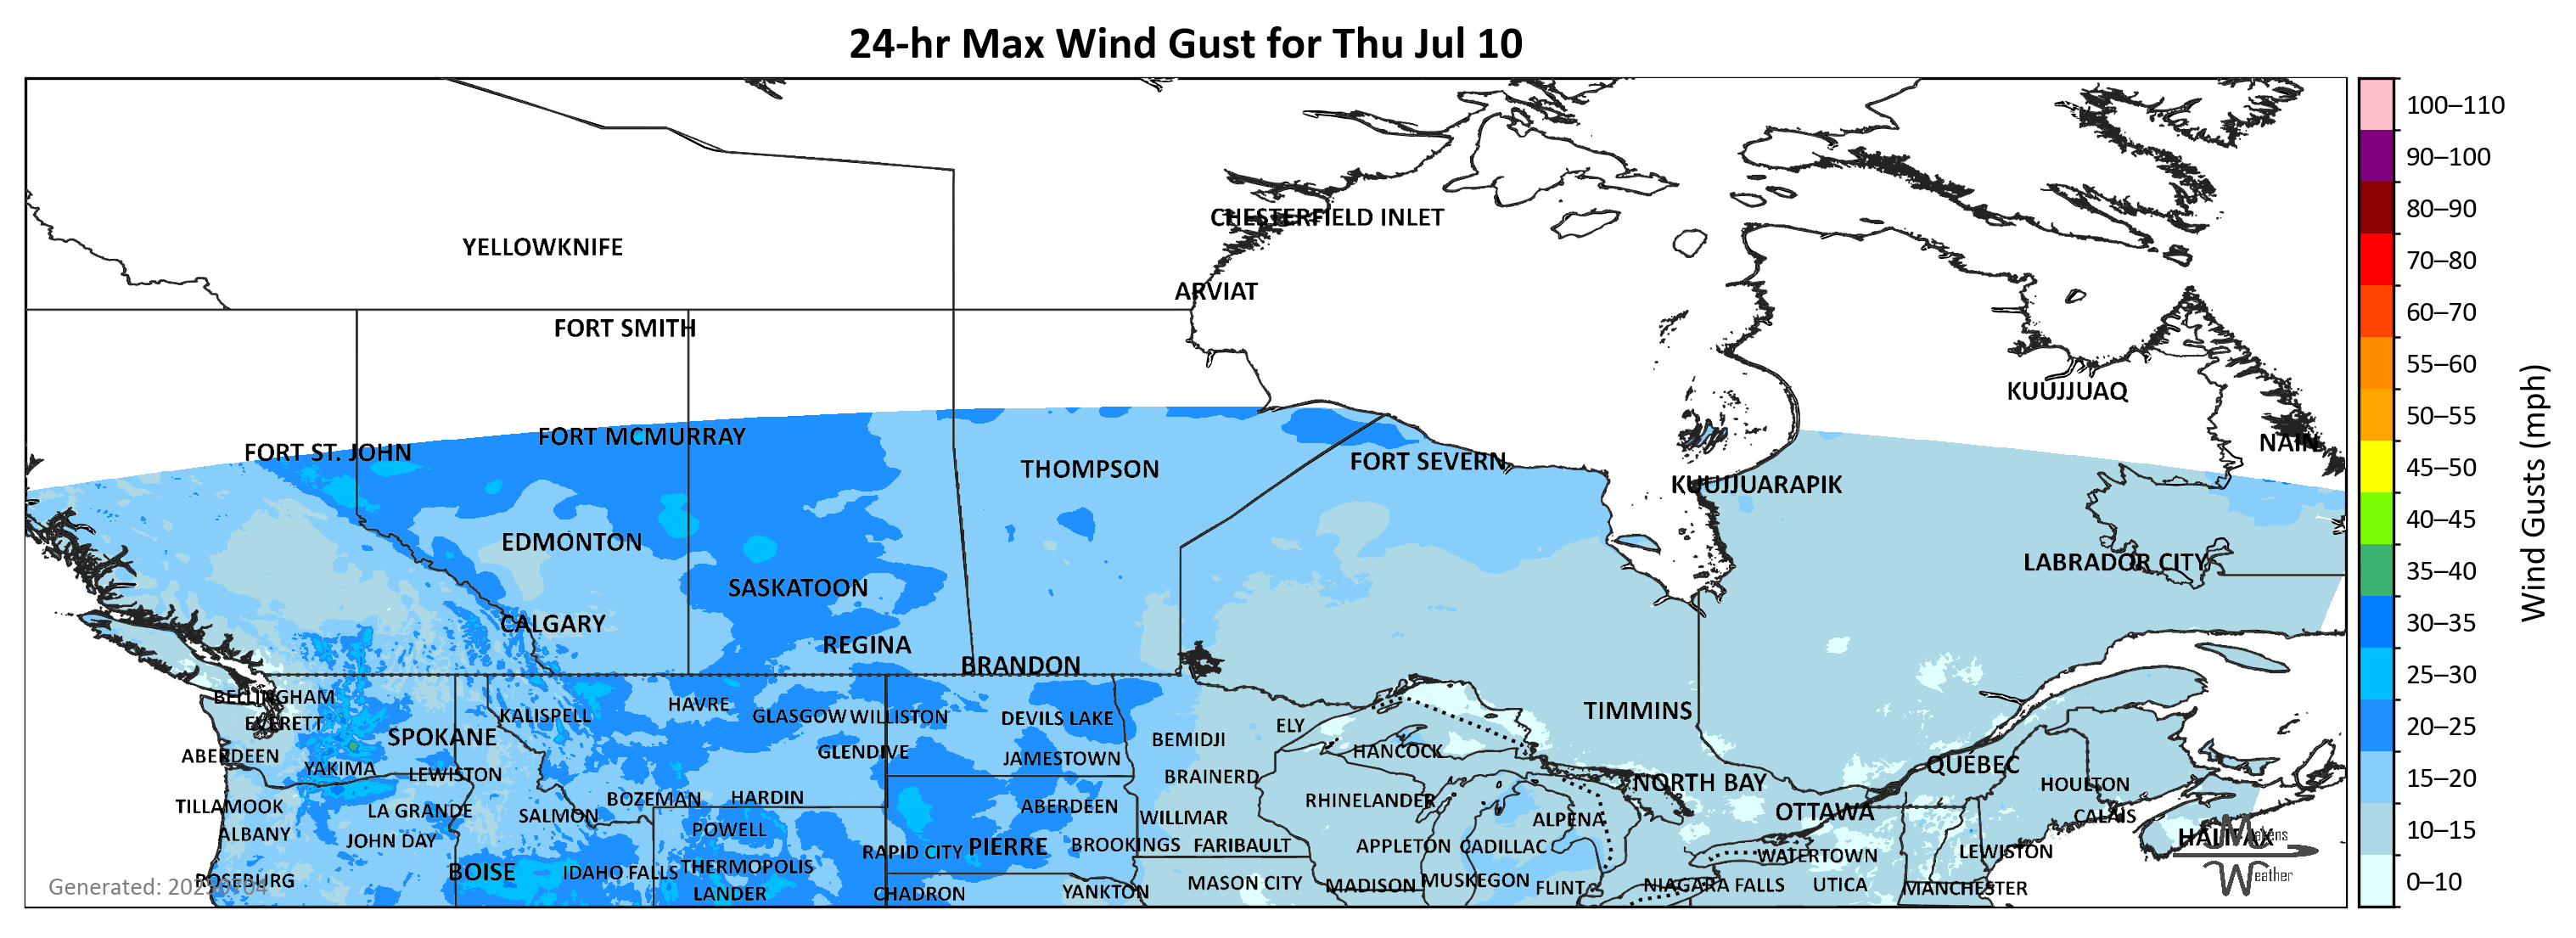 24-hr Max Wind Gust for Thu Jul 10
CHESTERFIELD INLET
YELLOWKNIFE
ARVIAT
FORT SMITH
KUUJJUAQ
FORT MCMURRAY
NAIN
FORT ST. JOHN
THOMPSON
FORT SEVERN
KUUJJUARAPIK
EDMONTON
LABRADOR CITY
SASKATOON
CALGARY
REGINA
BRANDON
BELLINGHAM
HAVRE
KALISPELL
GLASGOW
WILLISTON
DEVILS LAKE
TIMMINS
EVERETT
ELY
SPOKANE
BEMIDJI
HANCOCK
GLENDIVE
ABERDEEN
JAMESTOWN
QUÉBEC
YAKIMA
LEWISTON
BRAINERD
NORTH BAY
HOULTON
BOZEMAN
HARDIN
RHINELANDER
TILLAMOOK
LA GRANDE
ABERDEEN
SALMON
WILLMAR
ALPENA
OTTAWA
CALAIS
POWELL
ALBANY
JOHN DAY
HALIFAX
PIERRE
BROOKINGS
FARIBAULT
APPLETON
CADILLAC
RAPID CITY
WATERTOWN
LEWISTON
THERMOPOLIS
BOISE
IDAHO FALLS
ROSEBURG
MASON CITY
MADISON
MUSKEGON
FLINT
NIAGARA FALLS
UTICA
MANCHESTER
LANDER
CHADRON
YANKTON
Weather
100–110
90–100
80–90
70–80
60–70
55–60
50–55
45–50
40–45
35–40
30–35
25–30
20–25
15–20
10–15
0–10
Wind Gusts (mph)
Generated: